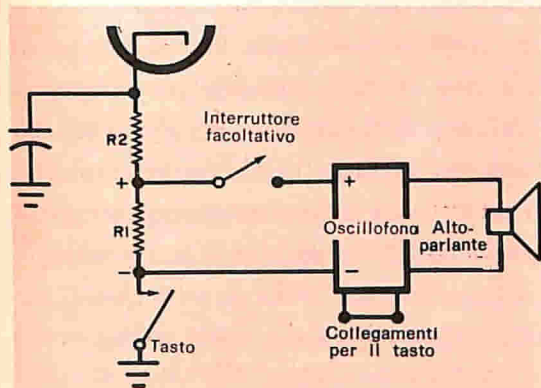 Interruttore
facoltativo
R2
+
+
Oscillofono
Alto-
parlante
R1
−
−
Collegamenti
per il tasto
Tasto